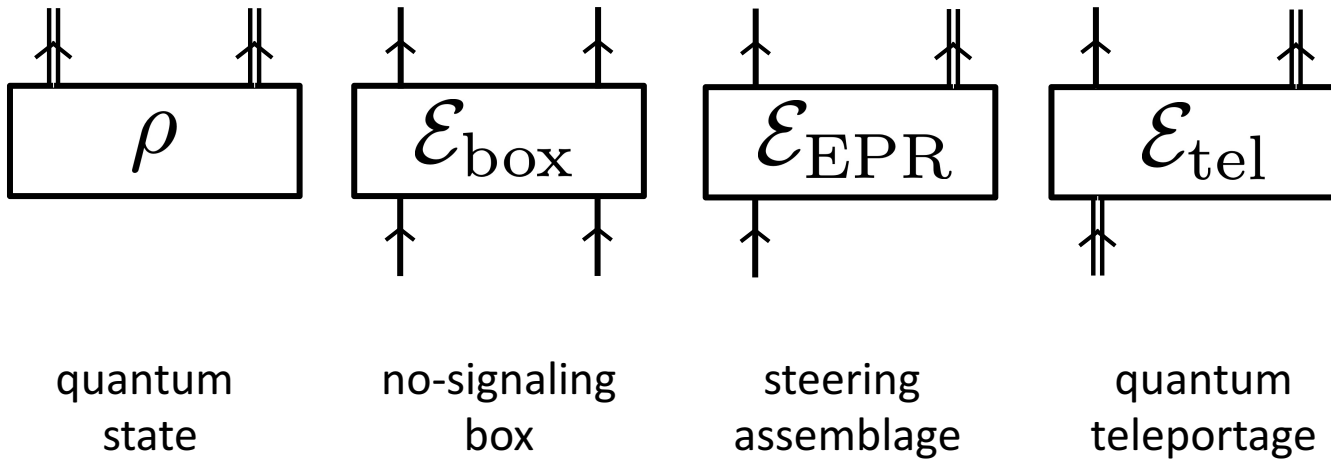 ρ
ℰ_box
ℰ_EPR
ℰ_tel
quantum
state
no-signaling
box
steering
assemblage
quantum
teleportage